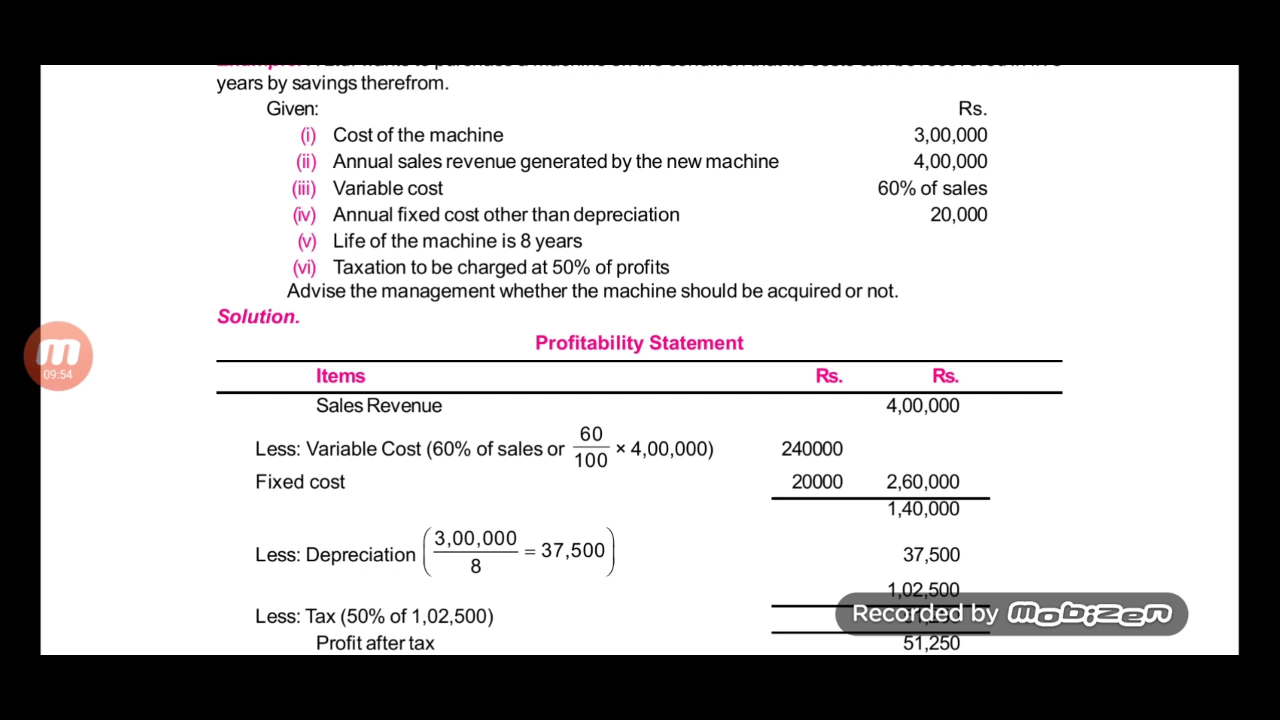 years by savings therefrom.
Given: Rs.
(i) Cost of the machine 3,00,000
(ii) Annual sales revenue generated by the new machine 4,00,000
(iii) Variable cost 60% of sales
(iv) Annual fixed cost other than depreciation 20,000
(v) Life of the machine is 8 years
(vi) Taxation to be charged at 50% of profits
Advise the management whether the machine should be acquired or not.
Solution.
Profitability Statement
Items Rs. Rs.
Sales Revenue 4,00,000
Less: Variable Cost (60% of sales or 60/100 × 4,00,000) 240000
Fixed cost 20000 2,60,000
1,40,000
Less: Depreciation (3,00,000/8 = 37,500) 37,500
1,02,500
Less: Tax (50% of 1,02,500)
Profit after tax 51,250
09:54
Recorded by mobizen